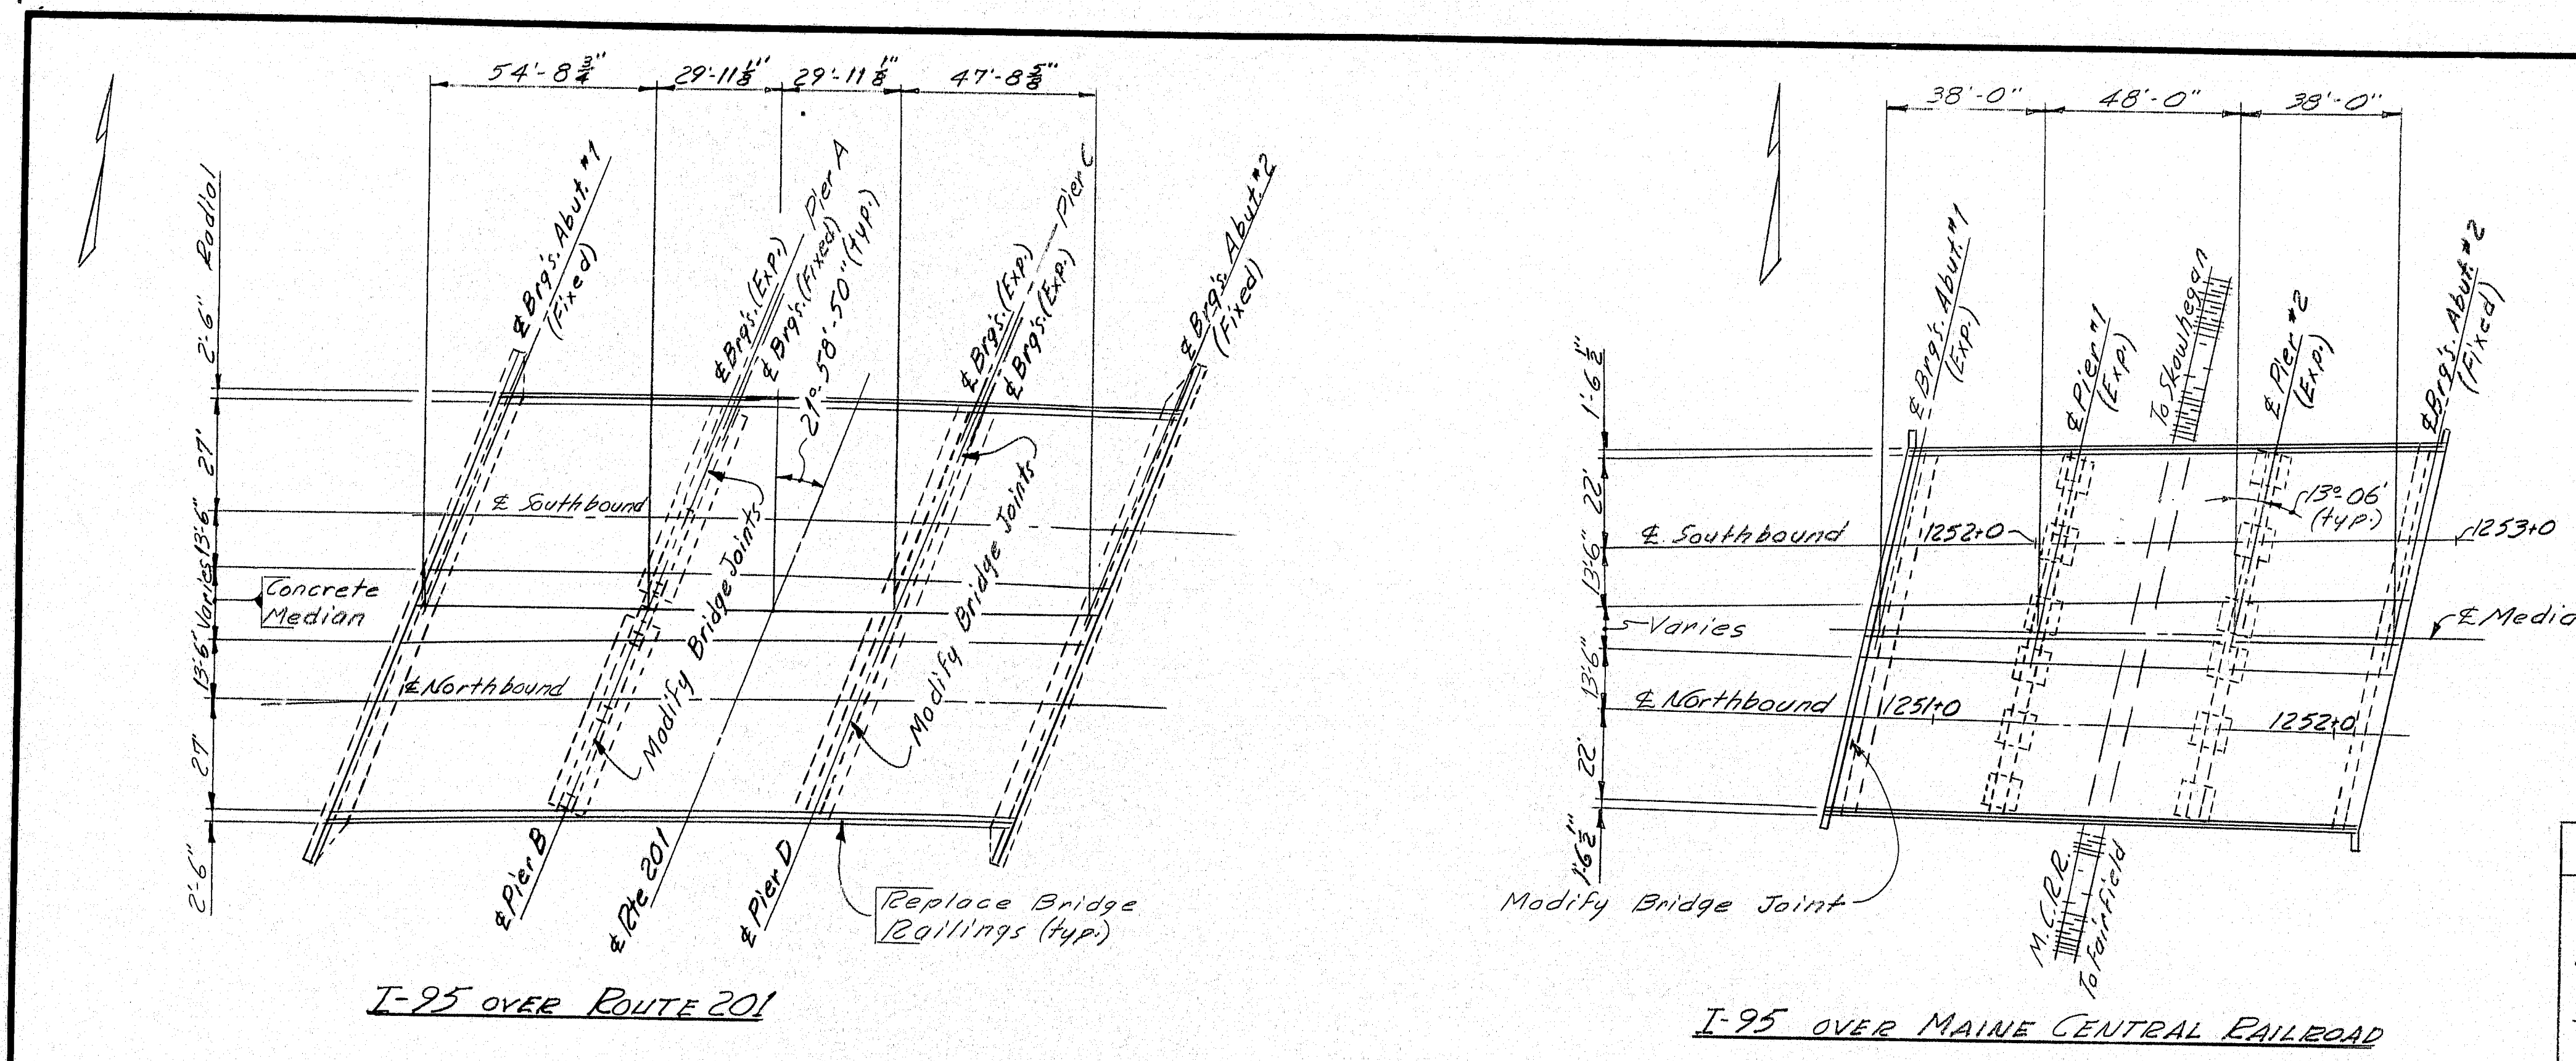 54'-8 3/4"
29'-11 1/8"
29'-11 1/8"
47'-8 5/8"
2'-6" Radial
27'
13'-6"
Varies
13'-6"
27'
2'-6"
℄ Brg's. Abut. #1
(Fixed)
℄ Brg's. (Exp.)
Pier A
℄ Brg's. (Fixed)
21°-58'-50" (typ.)
℄ Brg's. (Exp.)
Pier C
℄ Brg's. (Exp.)
℄ Brg's. Abut. #2
(Fixed)
℄ Southbound
Concrete
Median
℄ Northbound
Modify Bridge Joints
Modify Bridge Joints
℄ Pier B
℄ Rte 201
℄ Pier D
Replace Bridge
Railings (typ.)
I-95 OVER ROUTE 201
38'-0"
48'-0"
38'-0"
1'-6 1/2"
22'
13'-6"
Varies
13'-6"
22'
1'-6 1/2"
℄ Brg's. Abut. #1
(Exp.)
℄ Pier #1
(Exp.)
To Skowhegan
℄ Pier #2
(Exp.)
℄ Brg's. Abut. #2
(Fixed)
13°-06'
(typ.)
℄ Southbound
1252+0
1253+0
℄ Northbound
1251+0
1252+0
Modify Bridge Joint
M.C.R.R.
To Fairfield
I-95 OVER MAINE CENTRAL RAILROAD